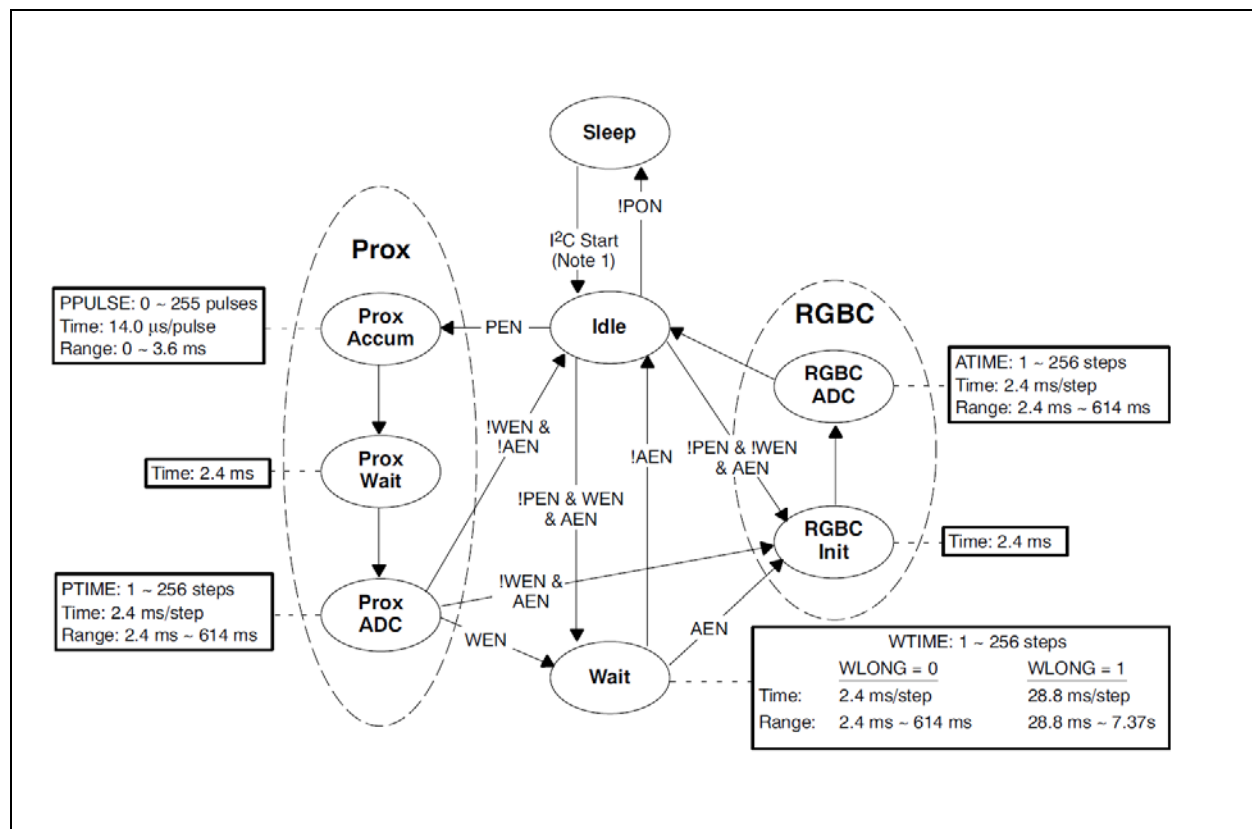 Sleep
!PON
I²C Start
(Note 1)
Prox
PPULSE: 0 ~ 255 pulses
Time: 14.0 μs/pulse
Range: 0 ~ 3.6 ms
Prox
Accum
PEN
Idle
RGBC
RGBC
ADC
ATIME: 1 ~ 256 steps
Time: 2.4 ms/step
Range: 2.4 ms ~ 614 ms
!WEN &
!AEN
!AEN
!PEN & !WEN
& AEN
Time: 2.4 ms
Prox
Wait
!PEN & WEN
& AEN
RGBC
Init
Time: 2.4 ms
PTIME: 1 ~ 256 steps
Time: 2.4 ms/step
Range: 2.4 ms ~ 614 ms
Prox
ADC
!WEN &
AEN
WEN
AEN
Wait
WTIME: 1 ~ 256 steps
WLONG = 0 WLONG = 1
Time: 2.4 ms/step 28.8 ms/step
Range: 2.4 ms ~ 614 ms 28.8 ms ~ 7.37s